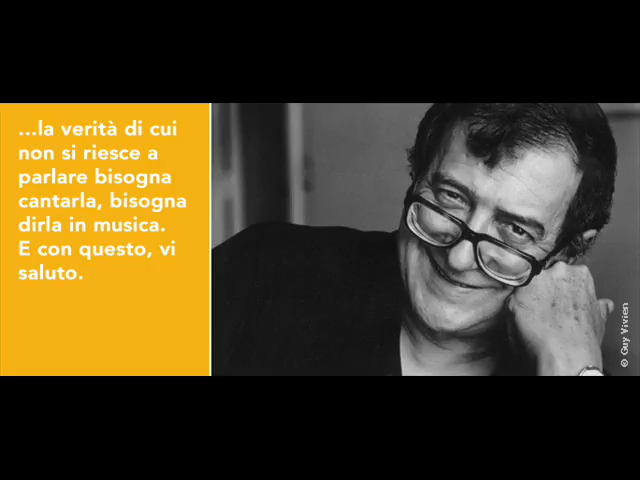 ...la verità di cui
non si riesce a
parlare bisogna
cantarla, bisogna
dirla in musica.
E con questo, vi
saluto.
© Guy Vivien